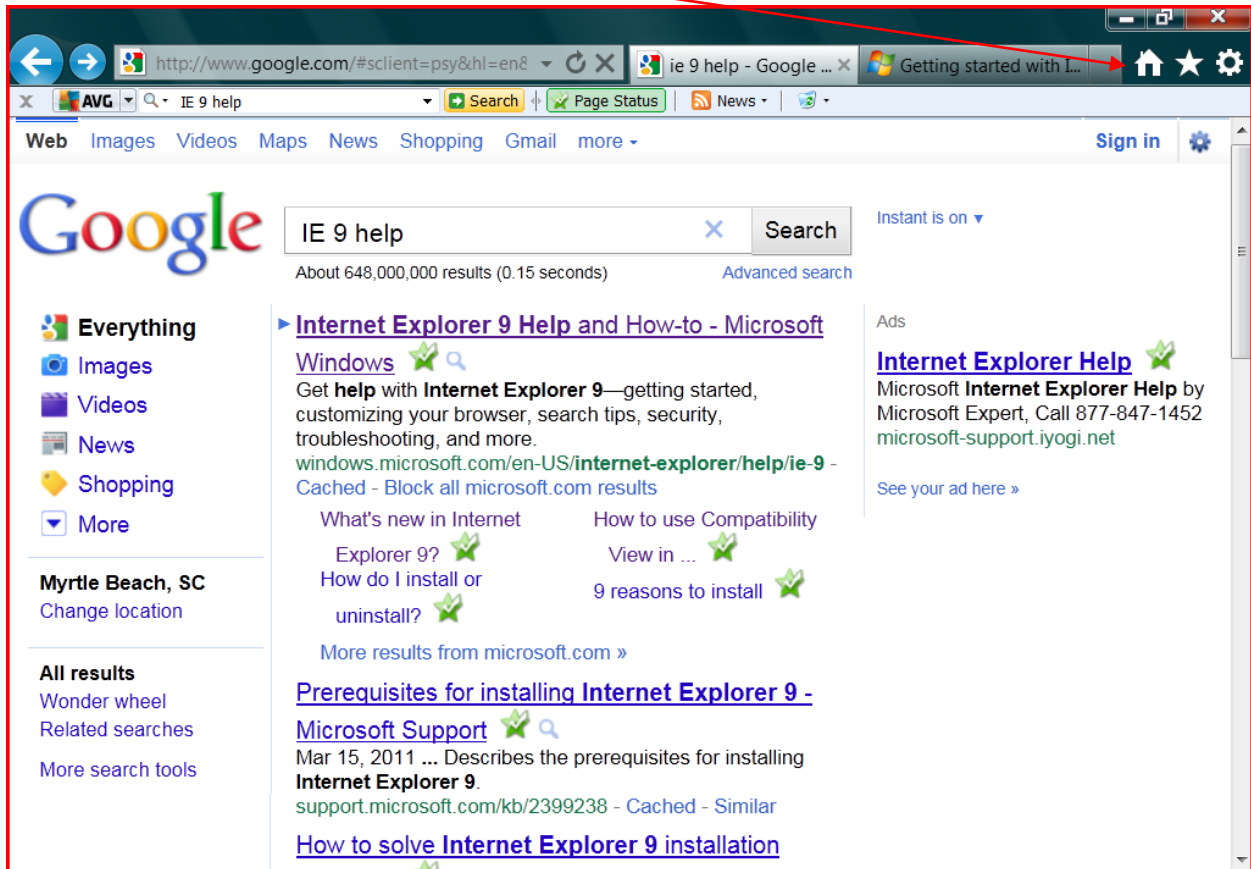 http://www.google.com/#sclient=psy&hl=en&
ie 9 help - Google ...
Getting started with I...
AVG
IE 9 help
Search
Page Status
News
Web Images Videos Maps News Shopping Gmail more
Sign in
Google
IE 9 help
Search
Instant is on
About 648,000,000 results (0.15 seconds)
Advanced search
Everything
Images
Videos
News
Shopping
More
Myrtle Beach, SC
Change location
All results
Wonder wheel
Related searches
More search tools
Internet Explorer 9 Help and How-to - Microsoft
Windows
Get help with Internet Explorer 9—getting started,
customizing your browser, search tips, security,
troubleshooting, and more.
windows.microsoft.com/en-US/internet-explorer/help/ie-9 -
Cached - Block all microsoft.com results
What's new in Internet
Explorer 9?
How do I install or
uninstall?
How to use Compatibility
View in ...
9 reasons to install
More results from microsoft.com »
Prerequisites for installing Internet Explorer 9 -
Microsoft Support
Mar 15, 2011 ... Describes the prerequisites for installing
Internet Explorer 9.
support.microsoft.com/kb/2399238 - Cached - Similar
How to solve Internet Explorer 9 installation
Ads
Internet Explorer Help
Microsoft Internet Explorer Help by
Microsoft Expert, Call 877-847-1452
microsoft-support.iyogi.net
See your ad here »